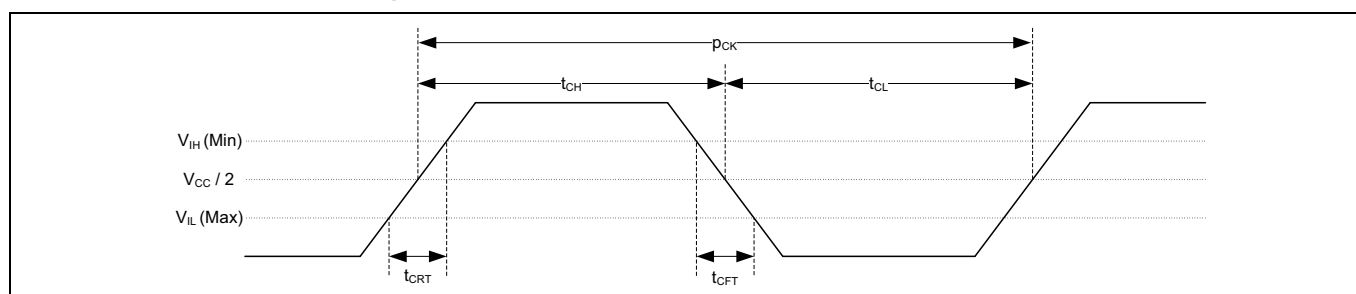 pCK
tCH
tCL
VIH (Min)
VCC / 2
VIL (Max)
tCRT
tCFT